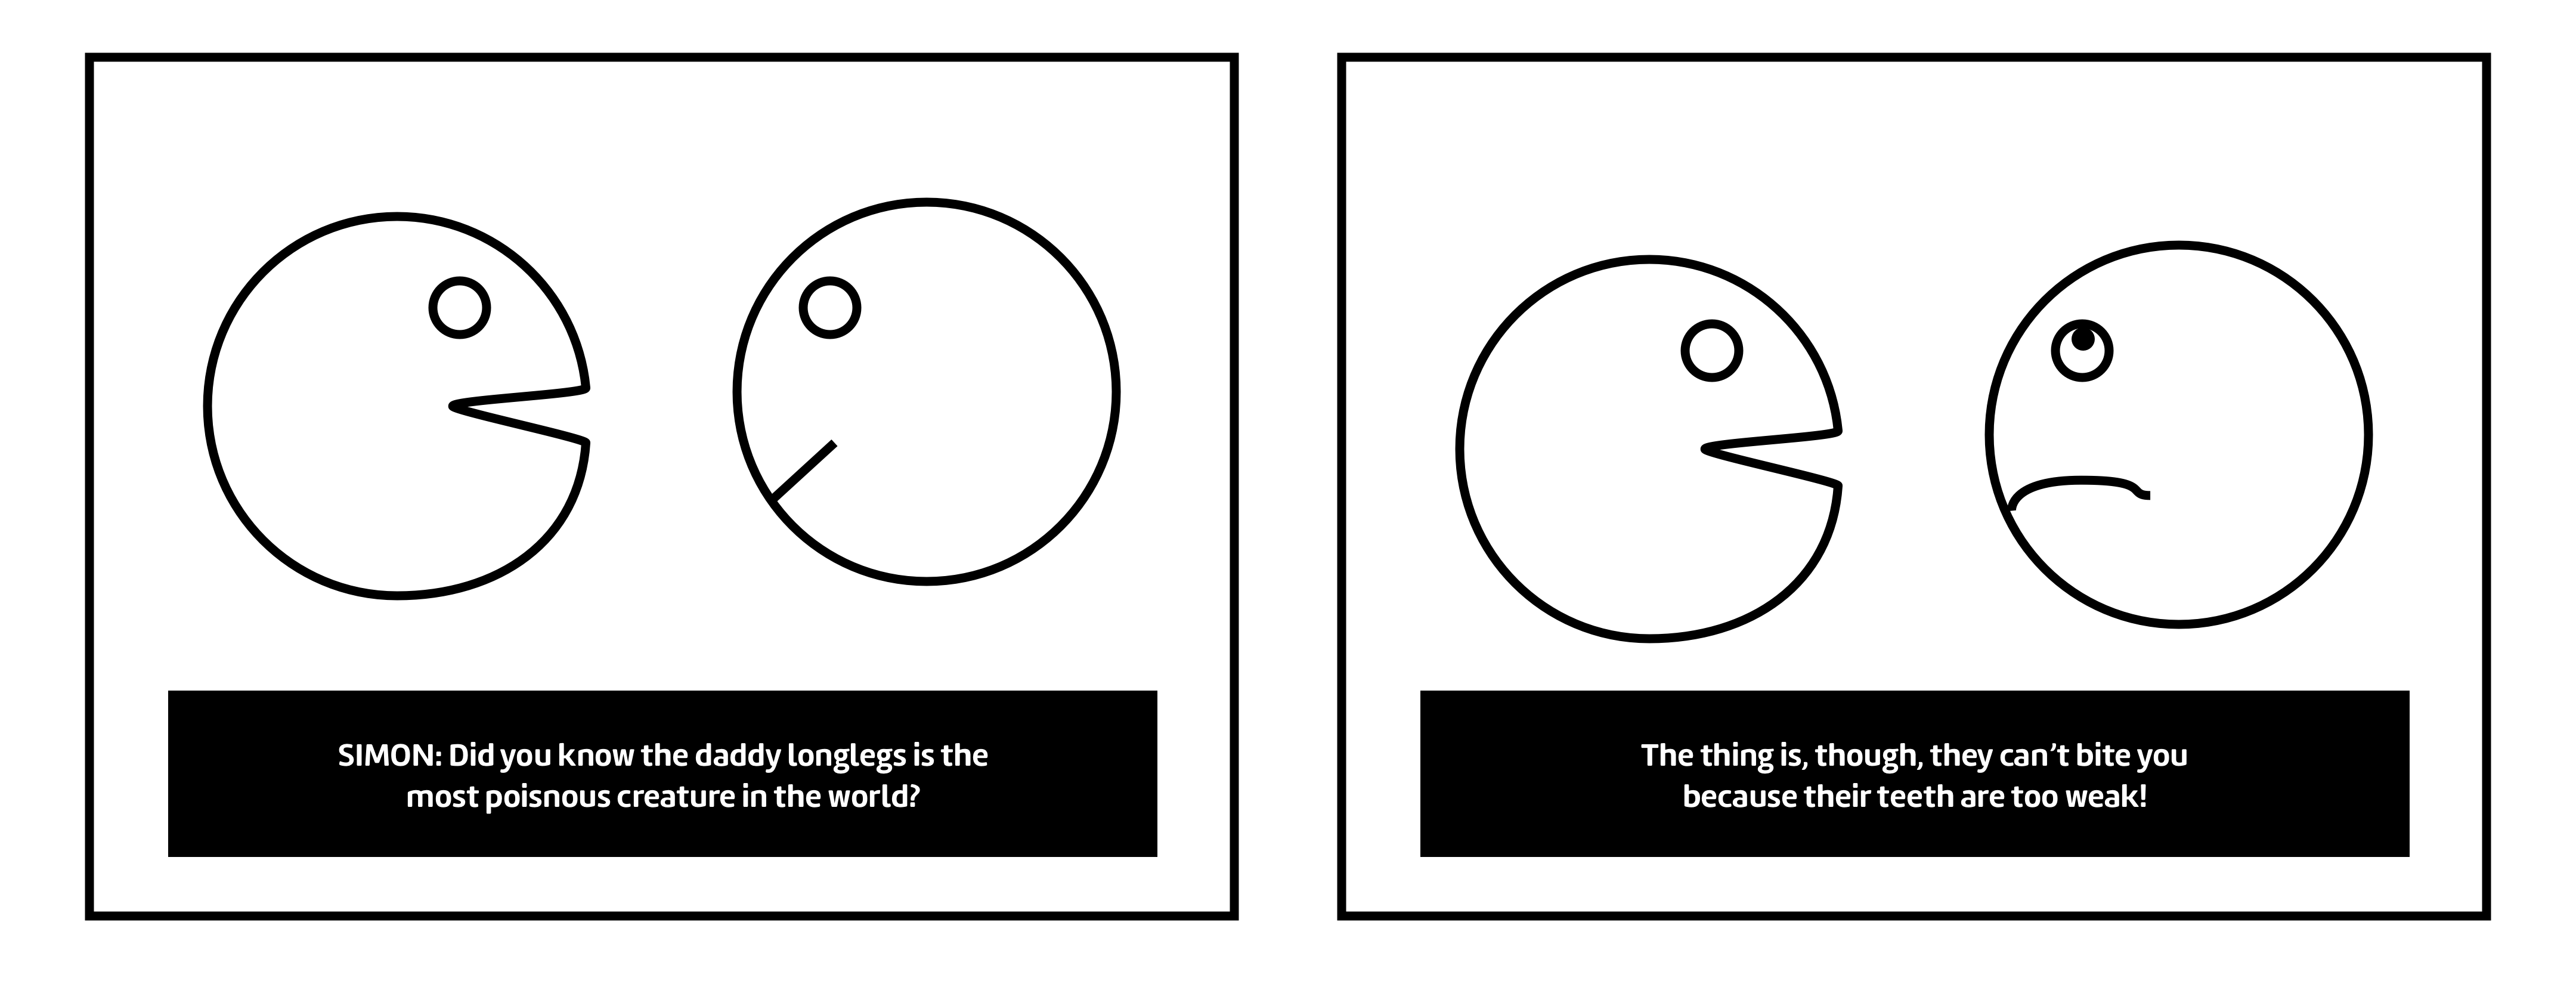 SIMON: Did you know the daddy longlegs is the
most poisnous creature in the world?
The thing is, though, they can’t bite you
because their teeth are too weak!